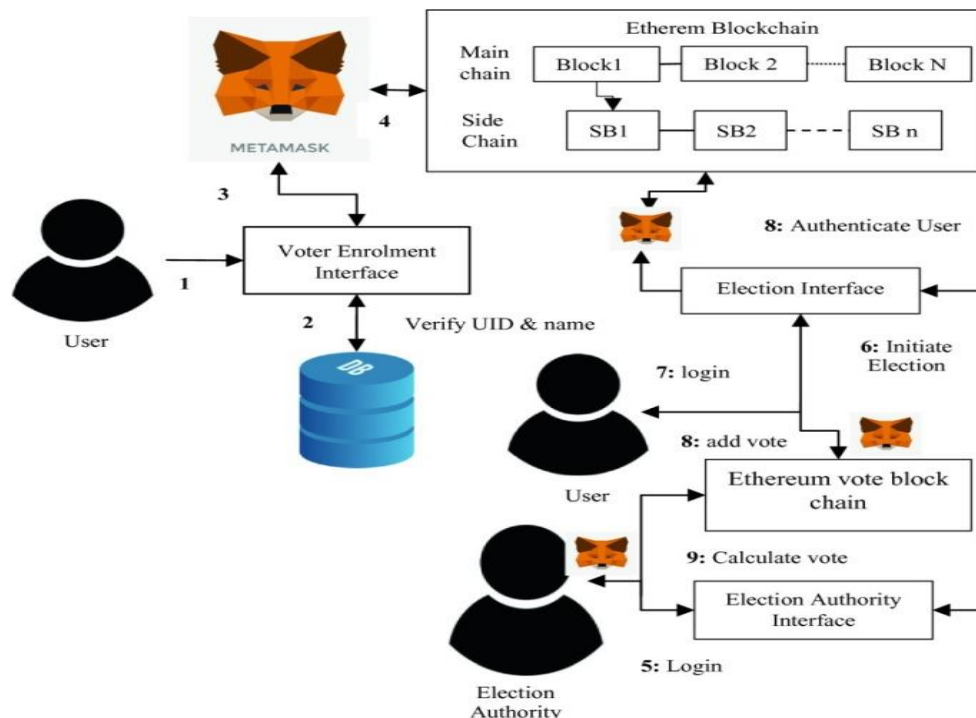 Etherem Blockchain
Main
chain
Block1
Block 2
Block N
Side
Chain
SB1
SB2
SB n
METAMASK
4
3
1
User
Voter Enrolment
Interface
2
Verify UID & name
DB
8: Authenticate User
Election Interface
6: Initiate
Election
7: login
8: add vote
User
Ethereum vote block
chain
9: Calculate vote
Election Authority
Interface
5: Login
Election
Authority